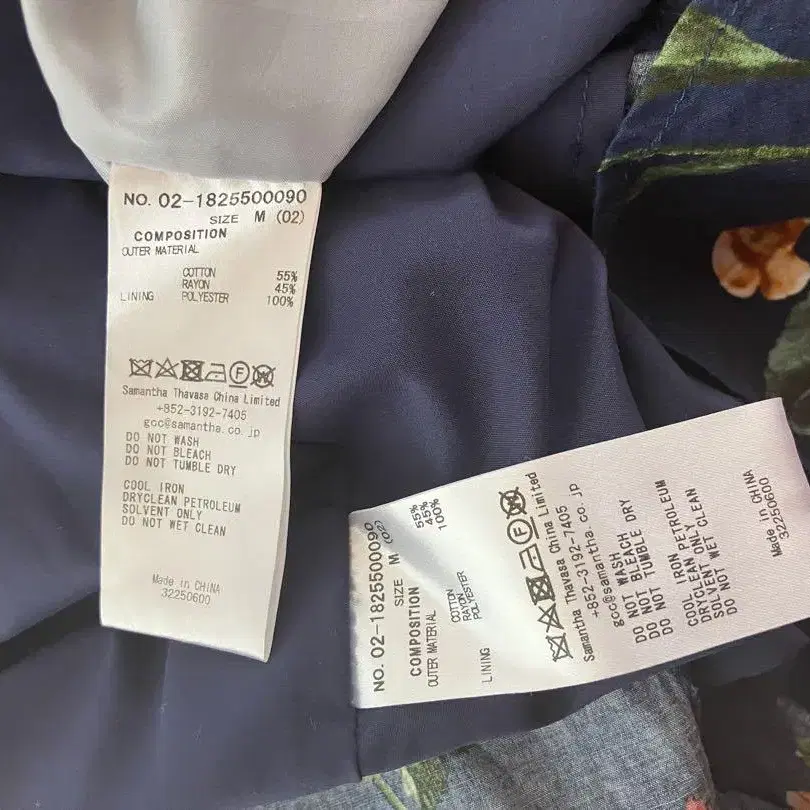 NO. 02-1825500090
SIZE M (02)
COMPOSITION
OUTER MATERIAL
COTTON 55%
RAYON 45%
LINING POLYESTER 100%
F W
Samantha Thavasa China Limited
+852-3192-7405
gcc@samantha.co.jp
DO NOT WASH
DO NOT BLEACH
DO NOT TUMBLE DRY
COOL IRON
DRYCLEAN PETROLEUM
SOLVENT ONLY
DO NOT WET CLEAN
Made in CHINA
32250600
NO. 02-1825500090
SIZE M (02)
COMPOSITION
OUTER MATERIAL
COTTON 55%
RAYON 45%
LINING POLYESTER 100%
F W
Samantha Thavasa China Limited
+852-3192-7405
gcc@samantha.co.jp
DO NOT WASH
DO NOT BLEACH
DO NOT TUMBLE DRY
COOL IRON
DRYCLEAN PETROLEUM
SOLVENT ONLY
DO NOT WET CLEAN
Made in CHINA
32250600